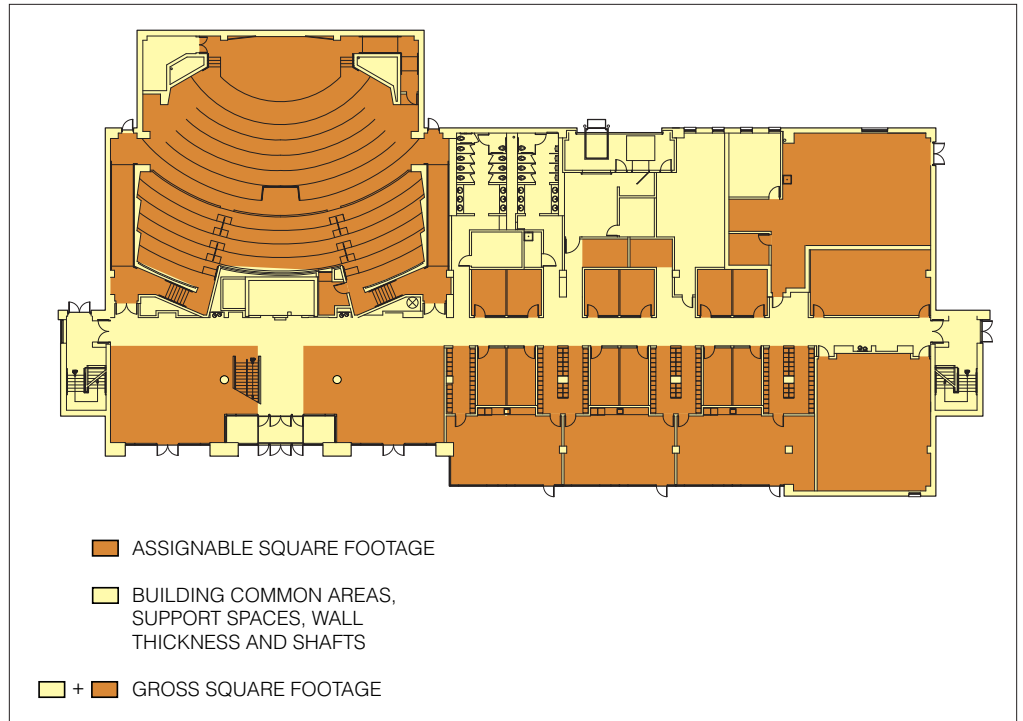 ASSIGNABLE SQUARE FOOTAGE
BUILDING COMMON AREAS,
SUPPORT SPACES, WALL
THICKNESS AND SHAFTS
+ GROSS SQUARE FOOTAGE